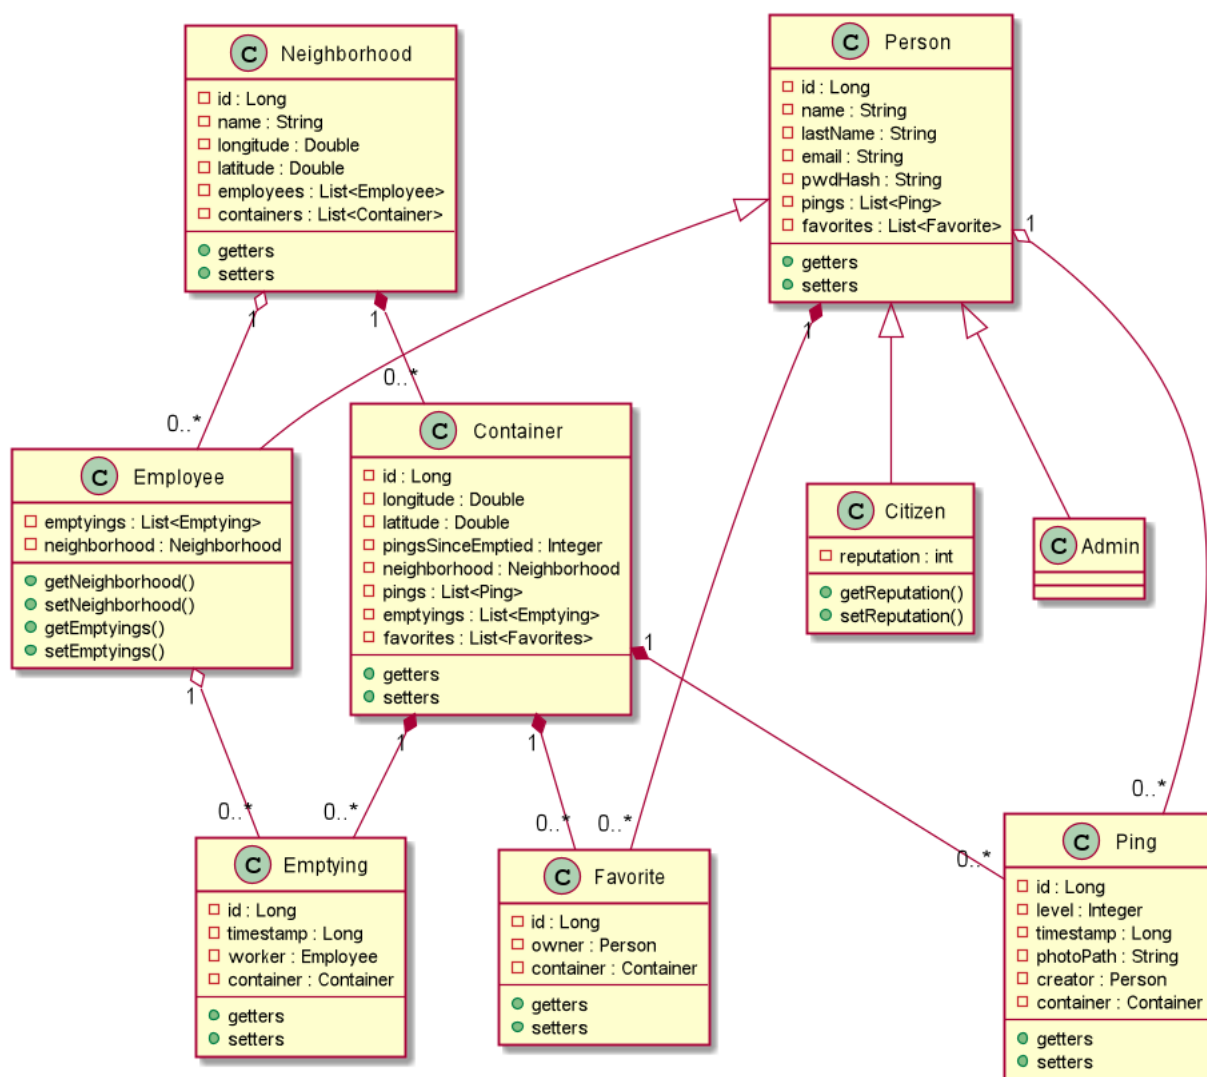 C Neighborhood
id : Long
name : String
longitude : Double
latitude : Double
employees : List<Employee>
containers : List<Container>
getters
setters
C Person
id : Long
name : String
lastName : String
email : String
pwdHash : String
pings : List<Ping>
favorites : List<Favorite>
getters
setters
1
1
1
1
1
0..*
0..*
C Employee
emptyings : List<Emptying>
neighborhood : Neighborhood
getNeighborhood()
setNeighborhood()
getEmptyings()
setEmptyings()
C Container
id : Long
longitude : Double
latitude : Double
pingsSinceEmptied : Integer
neighborhood : Neighborhood
pings : List<Ping>
emptyings : List<Emptying>
favorites : List<Favorites>
getters
setters
C Citizen
reputation : int
getReputation()
setReputation()
C Admin
1
1
1
1
0..*
0..*
0..*
0..*
0..*
0..*
C Emptying
id : Long
timestamp : Long
worker : Employee
container : Container
getters
setters
C Favorite
id : Long
owner : Person
container : Container
getters
setters
C Ping
id : Long
level : Integer
timestamp : Long
photoPath : String
creator : Person
container : Container
getters
setters